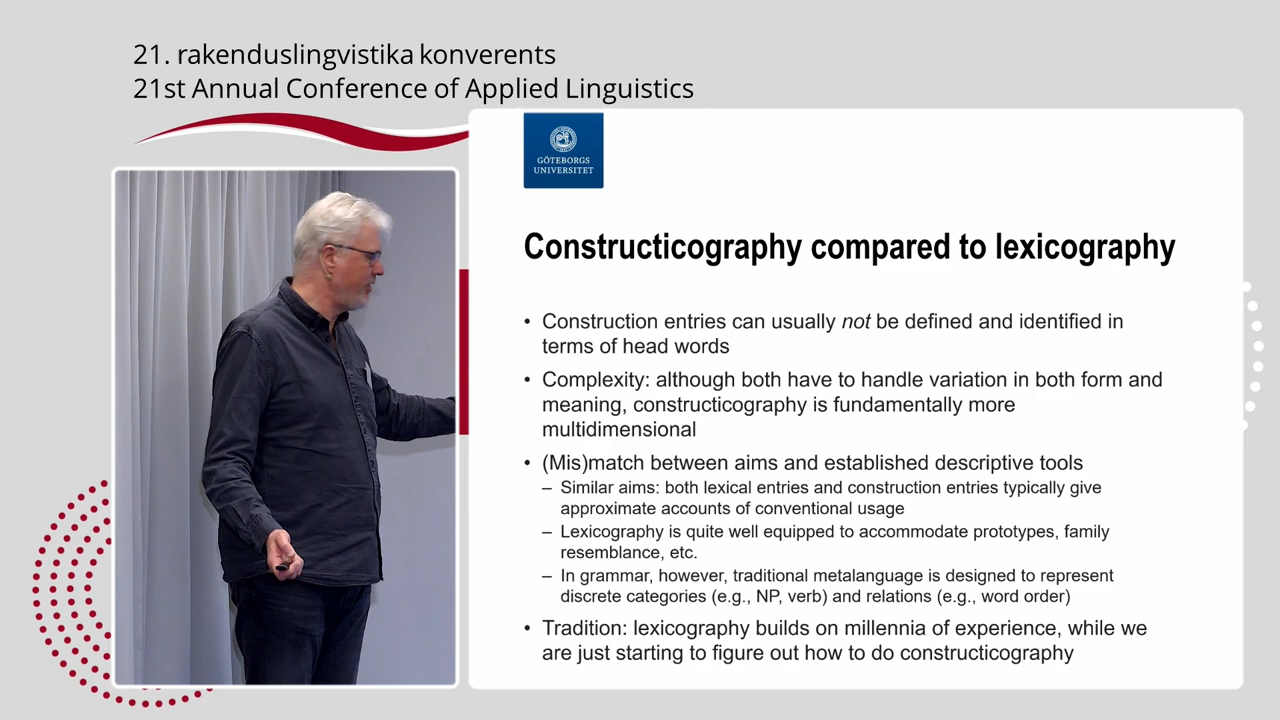 21. rakenduslingvistika konverents
21st Annual Conference of Applied Linguistics
GÖTEBORGS
UNIVERSITET
Constructicography compared to lexicography
• Construction entries can usually not be defined and identified in
terms of head words
• Complexity: although both have to handle variation in both form and
meaning, constructicography is fundamentally more
multidimensional
• (Mis)match between aims and established descriptive tools
– Similar aims: both lexical entries and construction entries typically give
approximate accounts of conventional usage
– Lexicography is quite well equipped to accommodate prototypes, family
resemblance, etc.
– In grammar, however, traditional metalanguage is designed to represent
discrete categories (e.g., NP, verb) and relations (e.g., word order)
• Tradition: lexicography builds on millennia of experience, while we
are just starting to figure out how to do constructicography